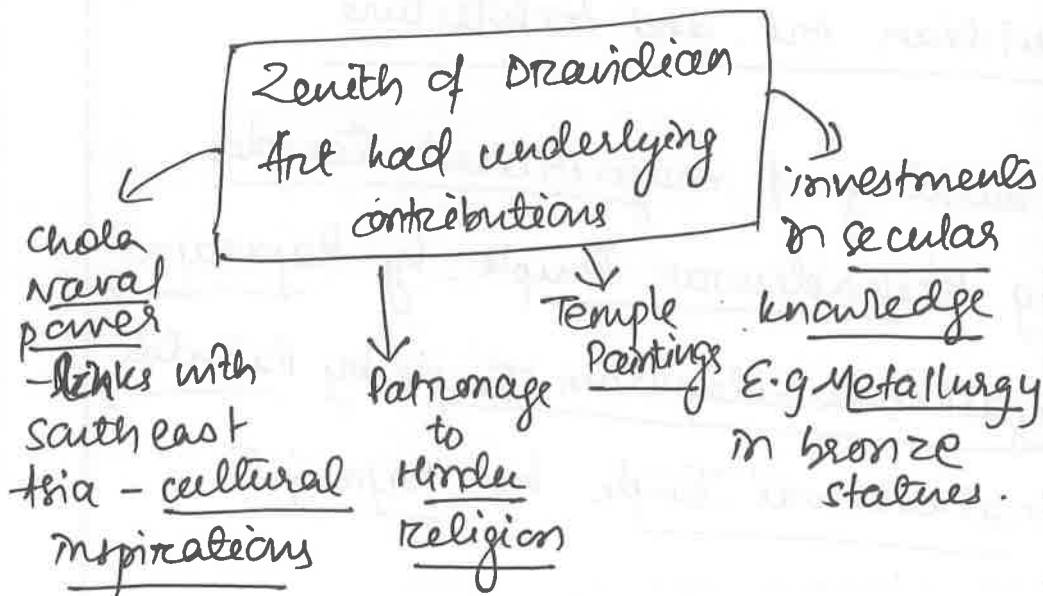 Zenith of Dravidian
Art had underlying
contributions
Chola
Naval
power
- links with
south east
Asia - cultural
inspirations
Patronage
to
Hindu
religion
Temple
Paintings
investments
in secular
knowledge
E.g Metallurgy
in bronze
statues.